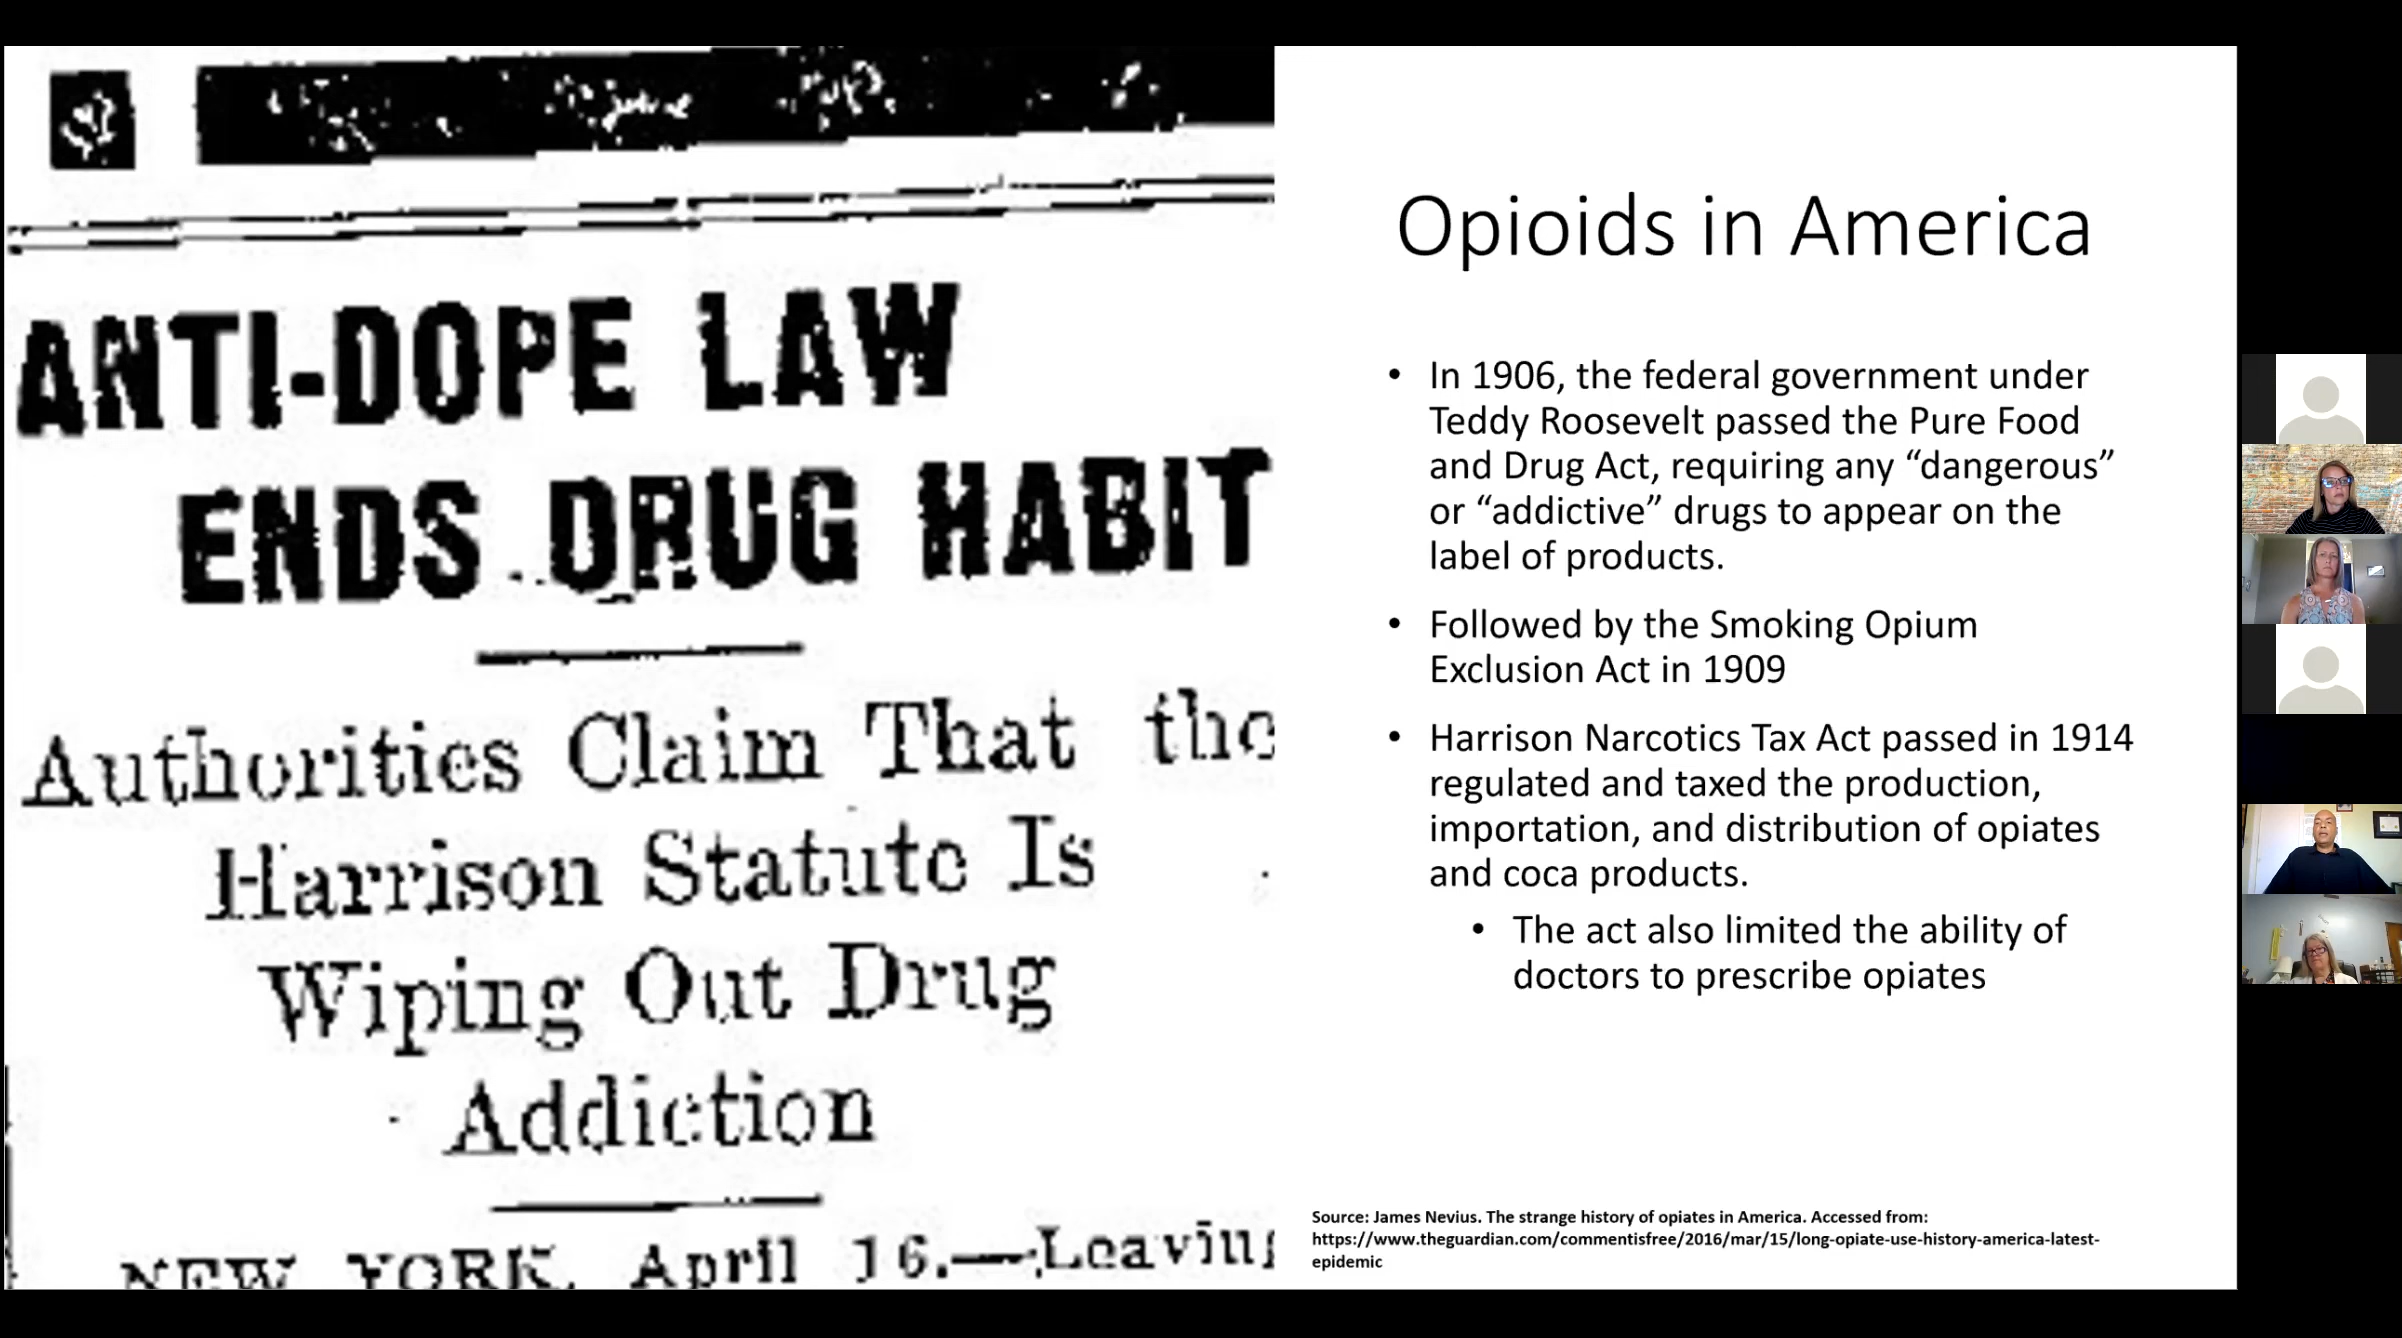 ANTI-DOPE LAW
ENDS DRUG HABIT
Authorities Claim That the
Harrison Statute Is
Wiping Out Drug
Addiction
NEW YORK, April 16.—Leaving
Opioids in America
• In 1906, the federal government under
Teddy Roosevelt passed the Pure Food
and Drug Act, requiring any “dangerous”
or “addictive” drugs to appear on the
label of products.
• Followed by the Smoking Opium
Exclusion Act in 1909
• Harrison Narcotics Tax Act passed in 1914
regulated and taxed the production,
importation, and distribution of opiates
and coca products.
• The act also limited the ability of
doctors to prescribe opiates
Source: James Nevius. The strange history of opiates in America. Accessed from:
https://www.theguardian.com/commentisfree/2016/mar/15/long-opiate-use-history-america-latest-
epidemic